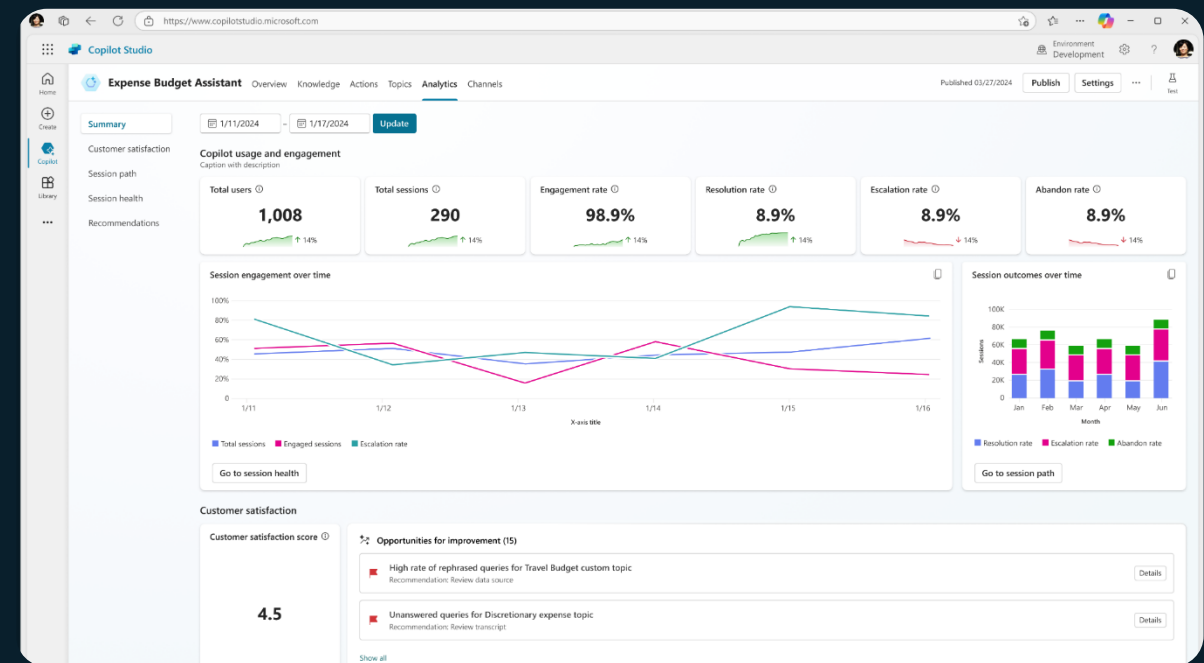 https://www.copilotstudio.microsoft.com
Copilot Studio
Environment
Development
?
Home
Create
Copilot
Library
Expense Budget Assistant
Overview
Knowledge
Actions
Topics
Analytics
Channels
Published 03/27/2024
Publish
Settings
Test
Summary
Customer satisfaction
Session path
Session health
Recommendations
1/11/2024
-
1/17/2024
Update
Copilot usage and engagement
Caption with description
Total users
1,008
↑ 14%
Total sessions
290
↑ 14%
Engagement rate
98.9%
↑ 14%
Resolution rate
8.9%
↑ 14%
Escalation rate
8.9%
↓ 14%
Abandon rate
8.9%
↓ 14%
Session engagement over time
100%
80%
60%
40%
20%
0
1/11
1/12
1/13
1/14
1/15
1/16
X-axis title
Total sessions
Engaged sessions
Escalation rate
Go to session health
Session outcomes over time
Sessions
100K
80K
60K
40K
20K
0
Jan
Feb
Mar
Apr
May
Jun
Month
Resolution rate
Escalation rate
Abandon rate
Go to session path
Customer satisfaction
Customer satisfaction score
4.5
Opportunities for improvement (15)
High rate of rephrased queries for Travel Budget custom topic
Recommendation: Review data source
Details
Unanswered queries for Discretionary expense topic
Recommendation: Review transcript
Details
Show all